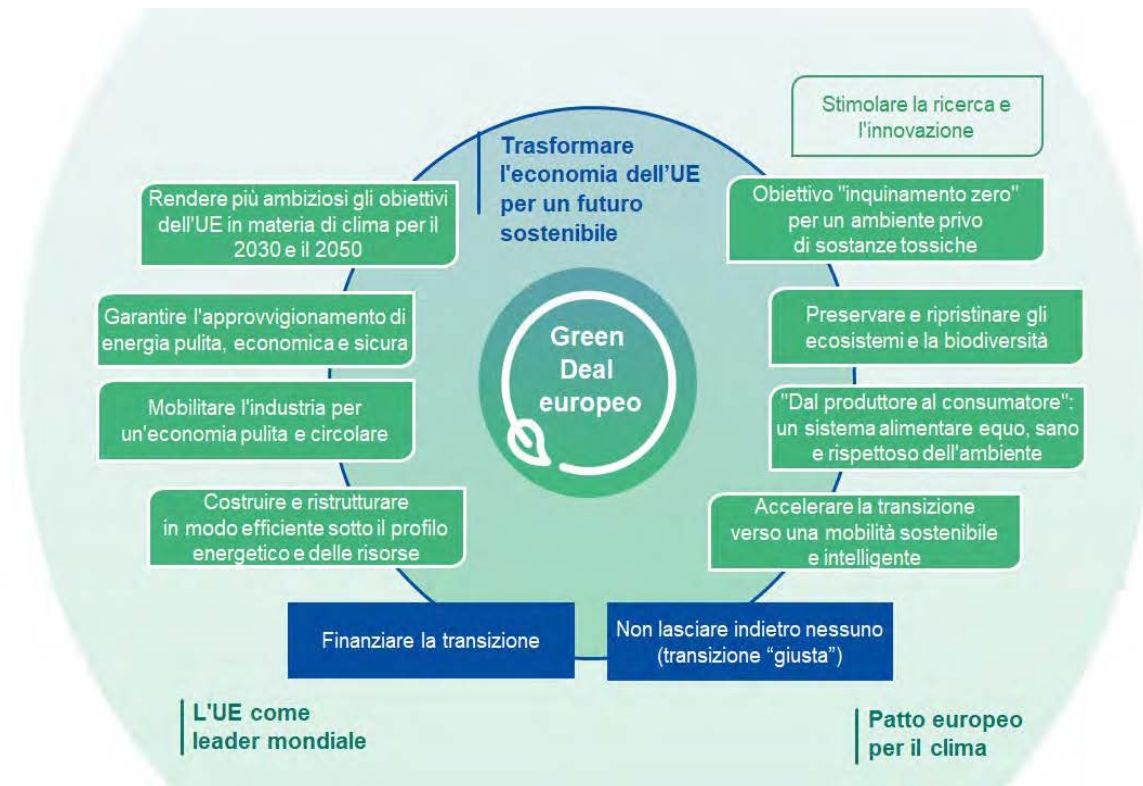 Stimolare la ricerca e
l'innovazione
Trasformare
l'economia dell'UE
per un futuro
sostenibile
Rendere più ambiziosi gli obiettivi
dell'UE in materia di clima per il
2030 e il 2050
Obiettivo "inquinamento zero"
per un ambiente privo
di sostanze tossiche
Garantire l'approvvigionamento di
energia pulita, economica e sicura
Preservare e ripristinare gli
ecosistemi e la biodiversità
Green
Deal
europeo
Mobilitare l'industria per
un'economia pulita e circolare
"Dal produttore al consumatore":
un sistema alimentare equo, sano
e rispettoso dell'ambiente
Costruire e ristrutturare
in modo efficiente sotto il profilo
energetico e delle risorse
Accelerare la transizione
verso una mobilità sostenibile
e intelligente
Finanziare la transizione
Non lasciare indietro nessuno
(transizione “giusta”)
L'UE come
leader mondiale
Patto europeo
per il clima